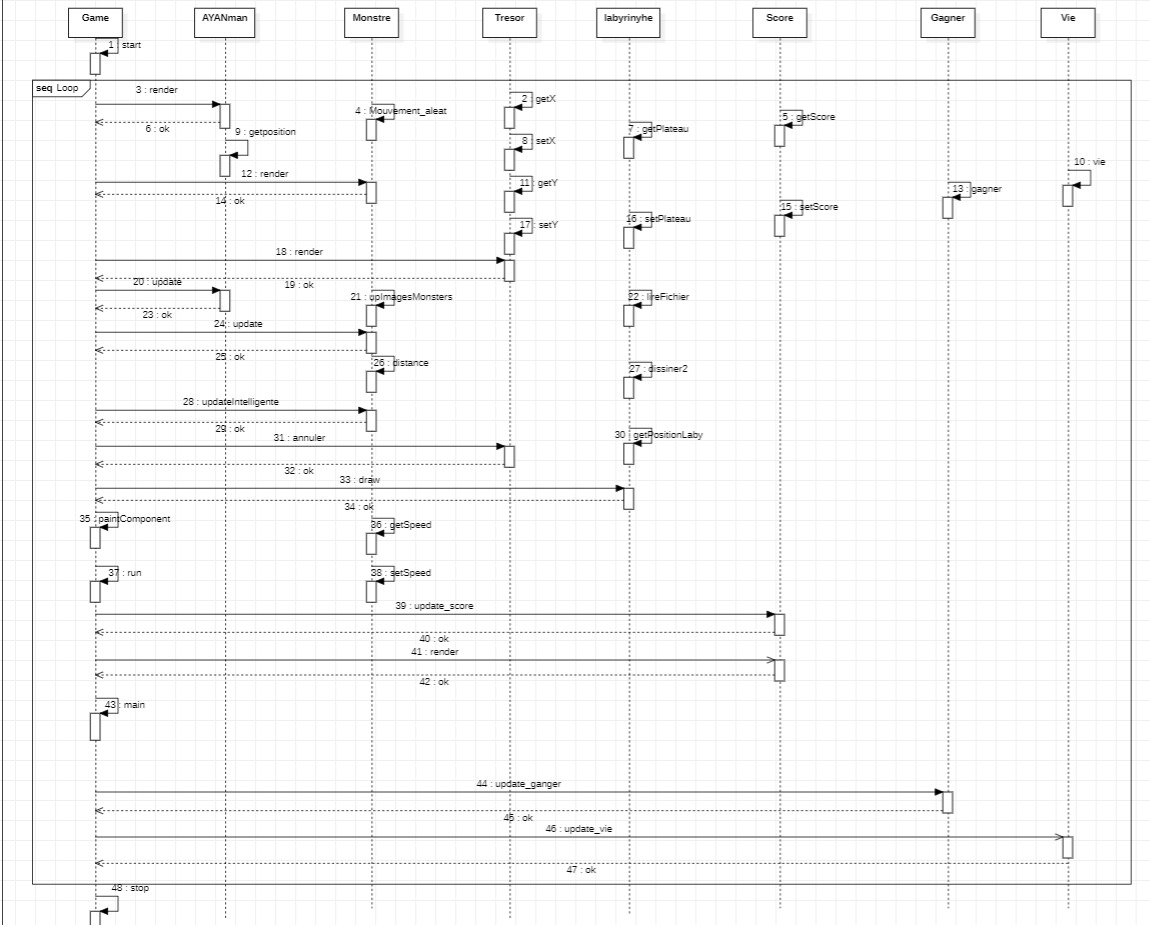 Game AYANman Monstre Tresor labyrinyhe Score Gagner Vie
1 : start
seq Loop
3 : render
2 : getX
4 : Mouvement_aleat
5 : getScore
6 : ok
9 : getposition
7 : getPlateau
8 : setX
10 : vie
12 : render
11 : getY
13 : gagner
14 : ok
15 : setScore
16 : setPlateau
17 : setY
18 : render
20 : update
19 : ok
21 : upImagesMonsters
22 : lireFichier
23 : ok
24 : update
25 : ok
26 : distance
27 : dissiner2
28 : updateIntelligente
29 : ok
31 : annuler
30 : getPositionLaby
32 : ok
33 : draw
34 : ok
35 : paintComponent
36 : getSpeed
37 : run
38 : setSpeed
39 : update_score
40 : ok
41 : render
42 : ok
43 : main
44 : update_ganger
45 : ok
46 : update_vie
47 : ok
48 : stop